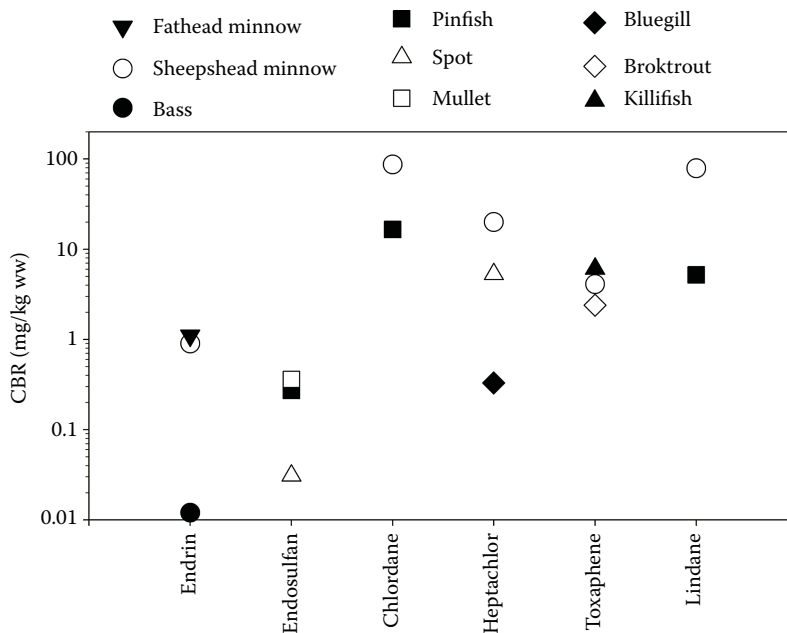 Fathead minnow
Sheepshead minnow
Bass
Pinfish
Spot
Mullet
Bluegill
Broktrout
Killifish
CBR (mg/kg ww)
100
10
1
0.1
0.01
Endrin
Endosulfan
Chlordane
Heptachlor
Toxaphene
Lindane